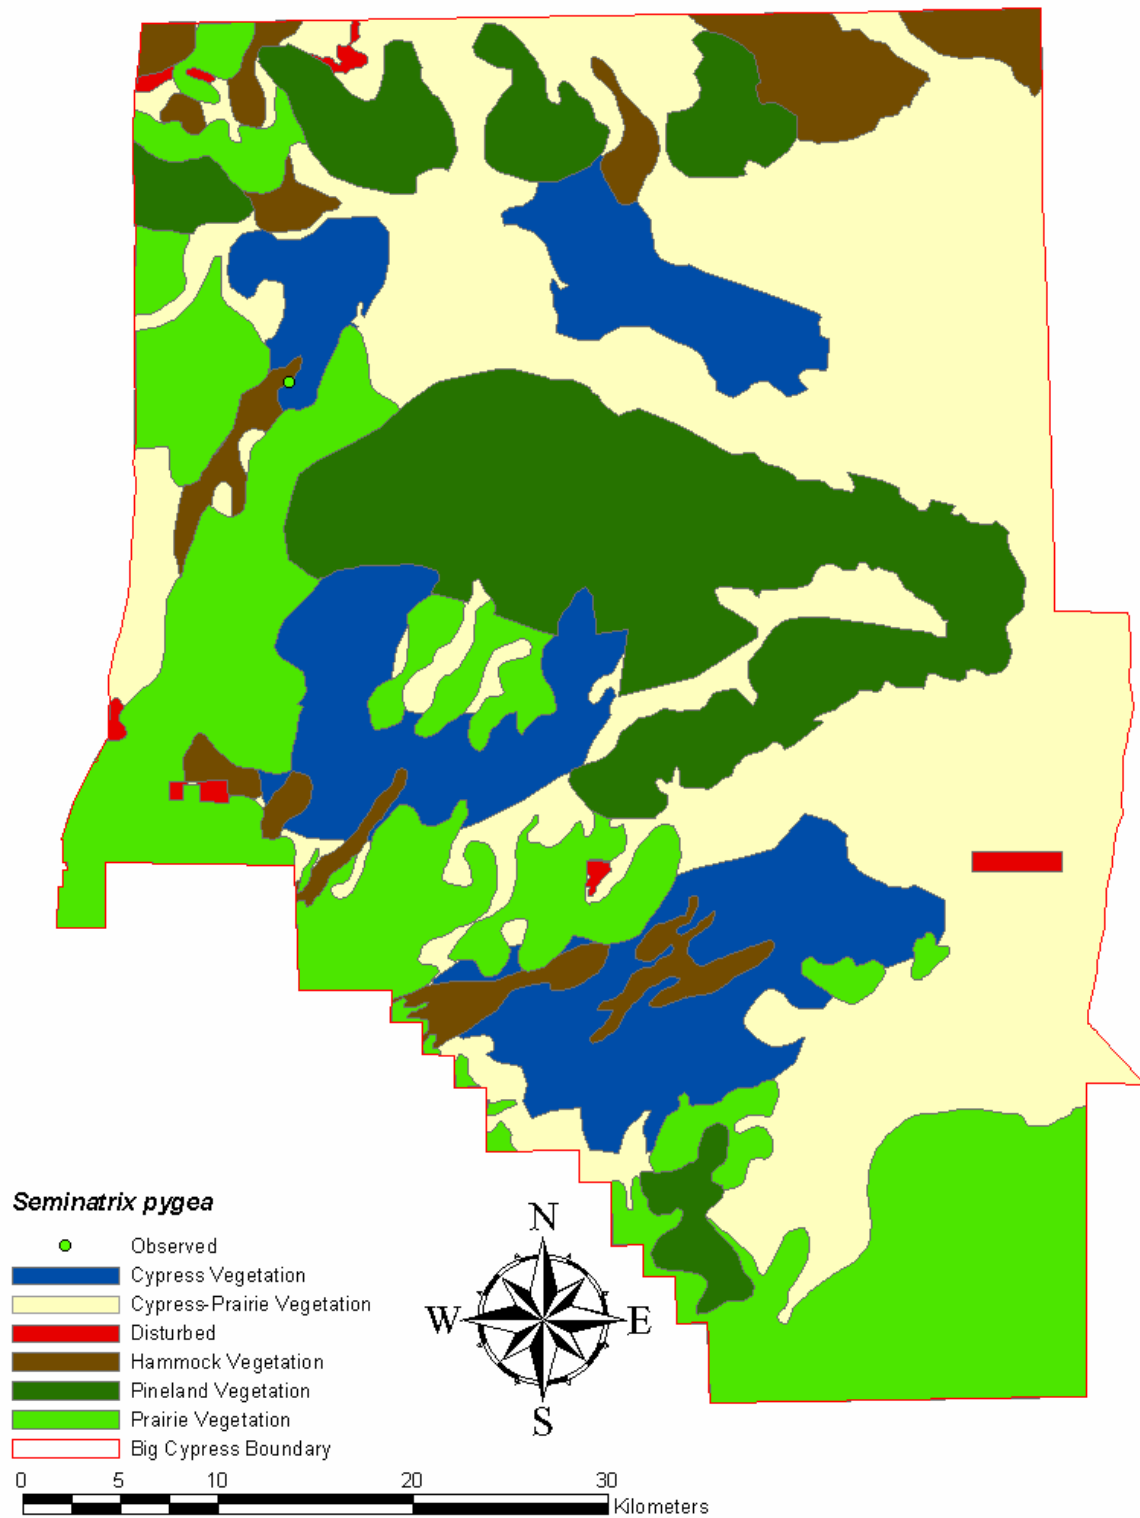 Seminatrix pygea
Observed
Cypress Vegetation
Cypress-Prairie Vegetation
Disturbed
Hammock Vegetation
Pineland Vegetation
Prairie Vegetation
Big Cypress Boundary
N
W E
S
0 5 10 20 30
Kilometers